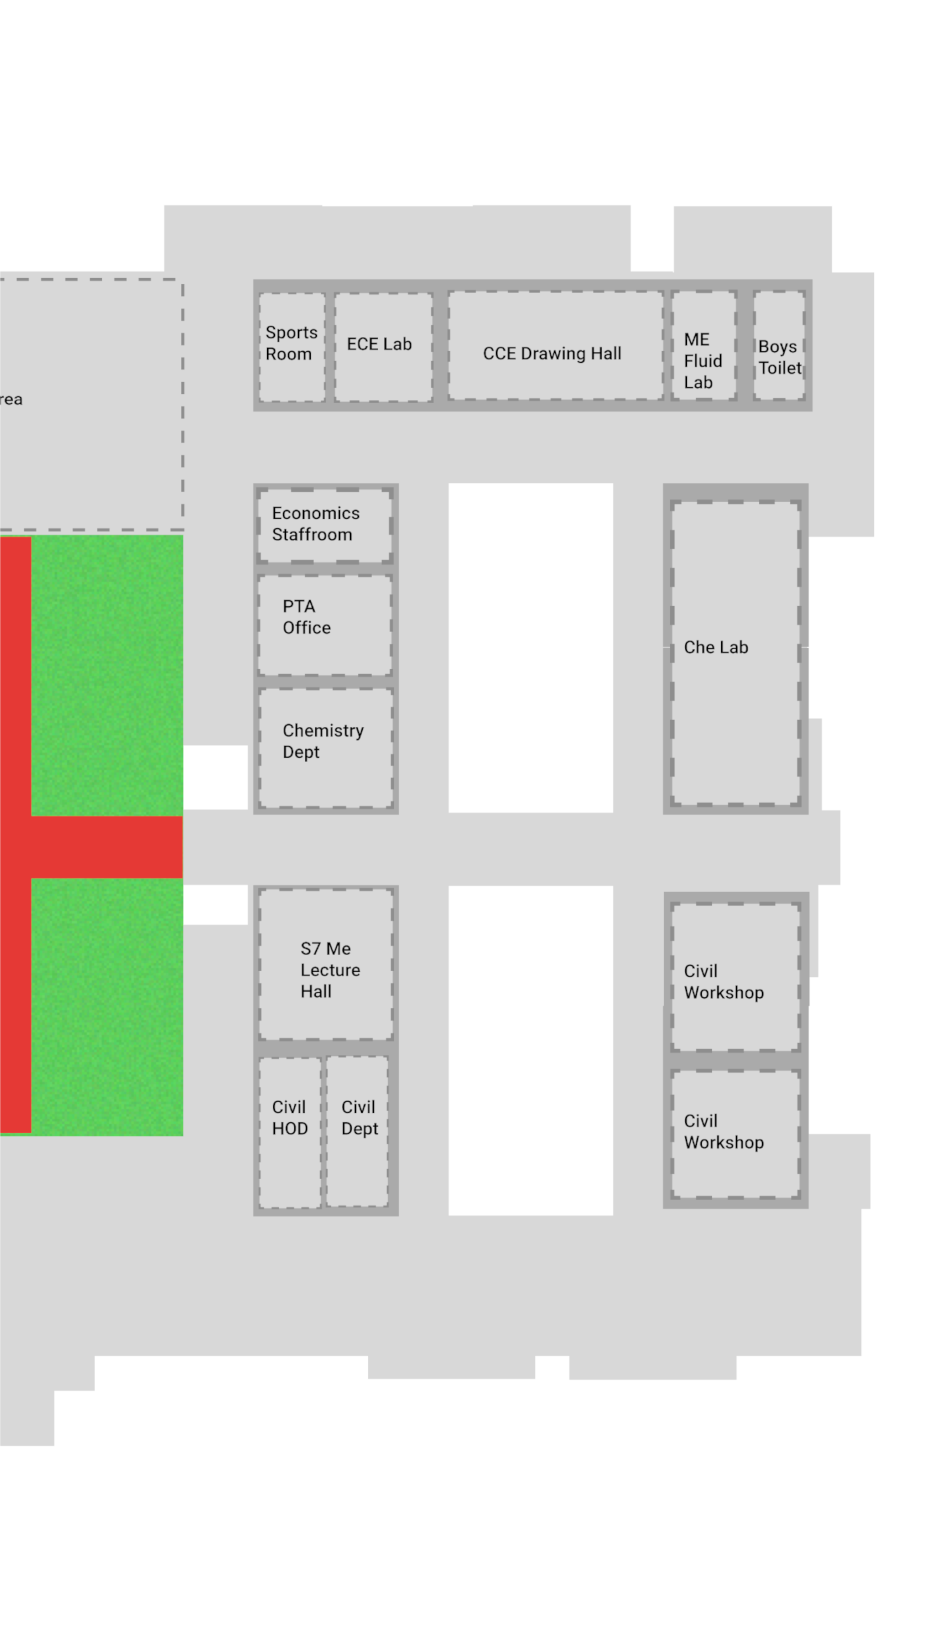 Sports
Room
ECE Lab
CCE Drawing Hall
ME
Fluid
Lab
Boys
Toilet
rea
Economics
Staffroom
PTA
Office
Chemistry
Dept
Che Lab
S7 Me
Lecture
Hall
Civil
Workshop
Civil
HOD
Civil
Dept
Civil
Workshop